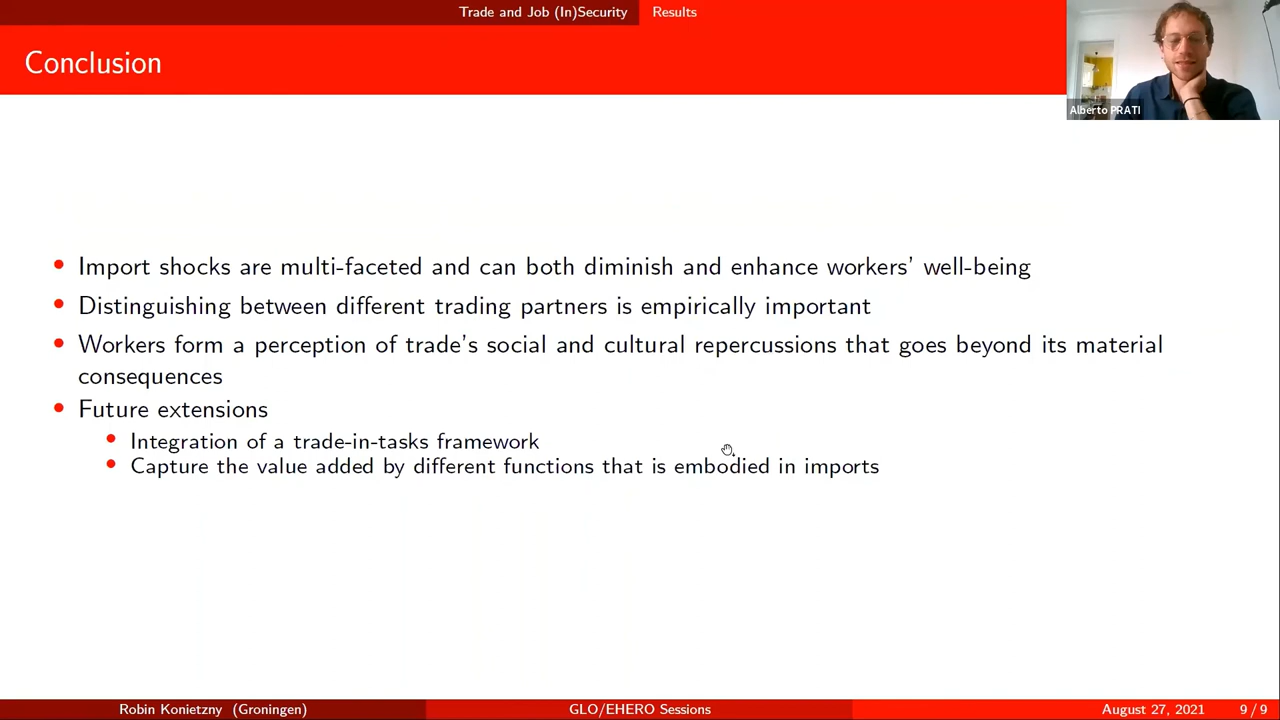 Trade and Job (In)Security Results
Conclusion
Alberto PRATI
Import shocks are multi-faceted and can both diminish and enhance workers' well-being
Distinguishing between different trading partners is empirically important
Workers form a perception of trade's social and cultural repercussions that goes beyond its material
consequences
Future extensions
Integration of a trade-in-tasks framework
Capture the value added by different functions that is embodied in imports
Robin Konietzny (Groningen) GLO/EHERO Sessions August 27, 2021 9 / 9